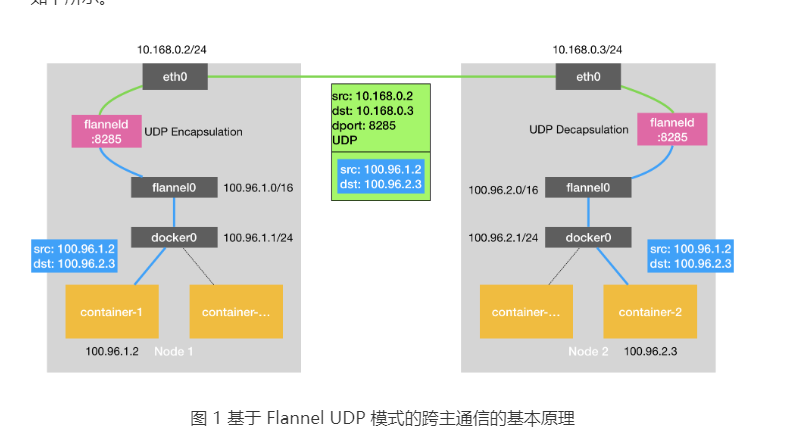 如下所示。
10.168.0.2/24
10.168.0.3/24
eth0
eth0
src: 10.168.0.2
dst: 10.168.0.3
dport: 8285
UDP
flanneld
:8285
UDP Encapsulation
UDP Decapsulation
flanneld
:8285
src: 100.96.1.2
dst: 100.96.2.3
flannel0
100.96.1.0/16
100.96.2.0/16
flannel0
docker0
100.96.1.1/24
100.96.2.1/24
docker0
src: 100.96.1.2
dst: 100.96.2.3
src: 100.96.1.2
dst: 100.96.2.3
container-1
container-...
container-...
container-2
100.96.1.2
Node 1
Node 2
100.96.2.3
图 1 基于 Flannel UDP 模式的跨主通信的基本原理